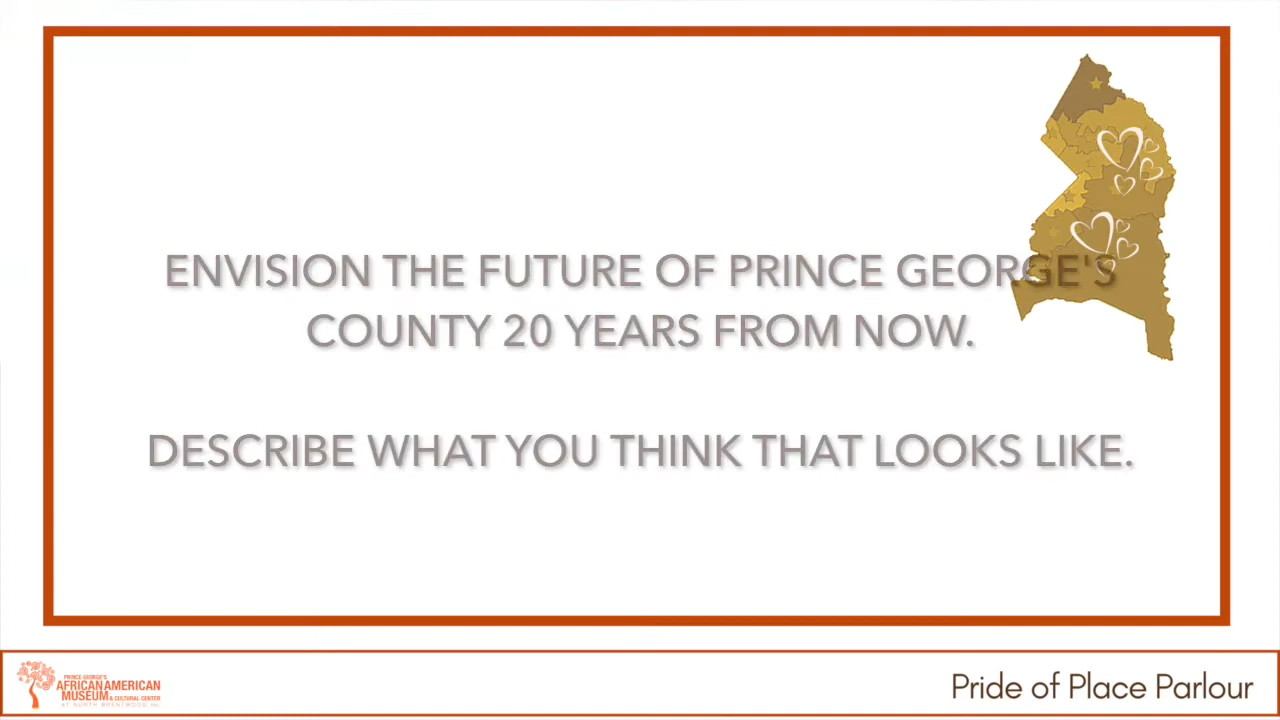 ENVISION THE FUTURE OF PRINCE GEORGE'S
COUNTY 20 YEARS FROM NOW.
DESCRIBE WHAT YOU THINK THAT LOOKS LIKE.
PRINCE GEORGE'S
AFRICAN AMERICAN
MUSEUM & CULTURAL CENTER
AT NORTH BRENTWOOD, INC.
Pride of Place Parlour